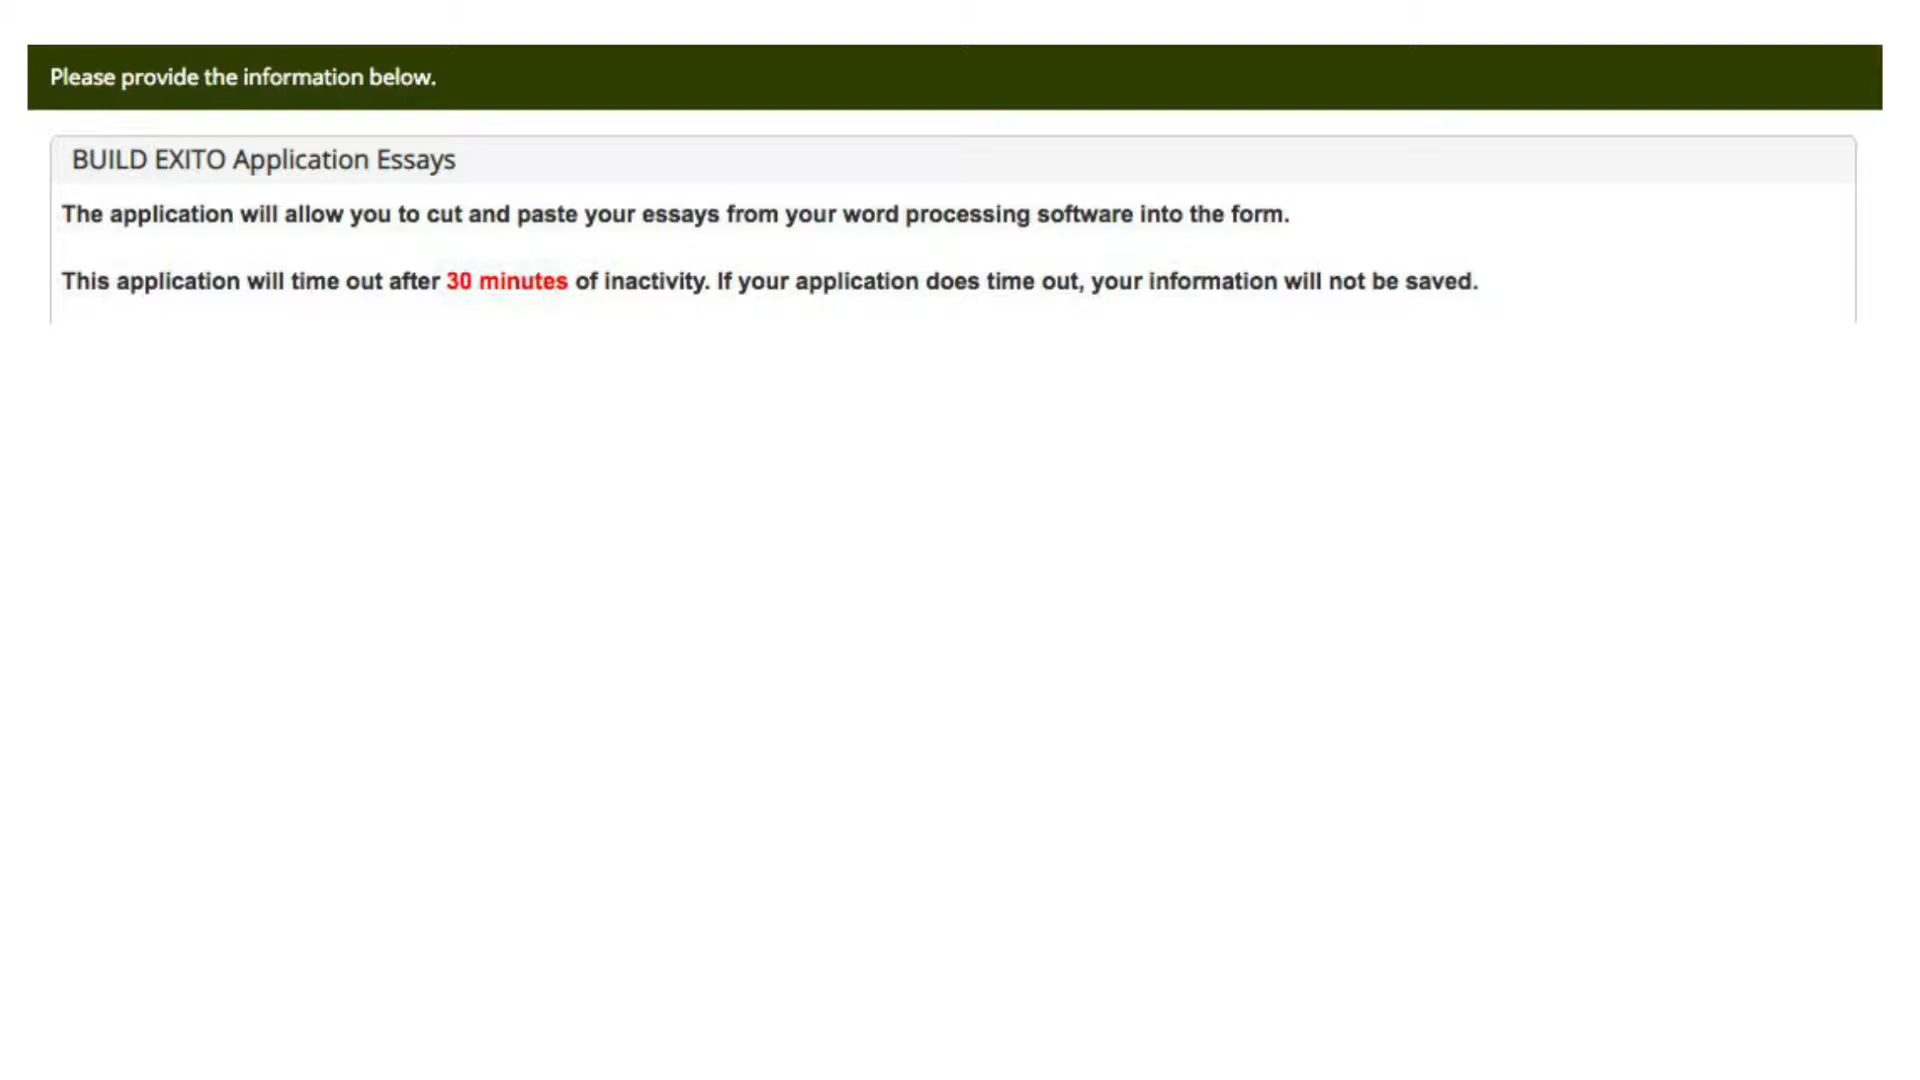 Please provide the information below.
BUILD EXITO Application Essays
The application will allow you to cut and paste your essays from your word processing software into the form.
This application will time out after 30 minutes of inactivity. If your application does time out, your information will not be saved.